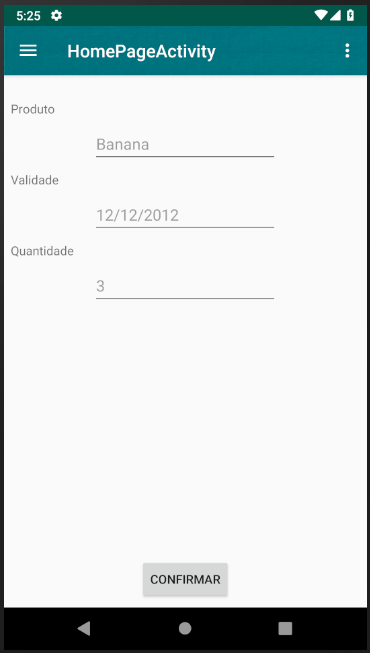 5:25
HomePageActivity
Produto
Banana
Validade
12/12/2012
Quantidade
3
CONFIRMAR